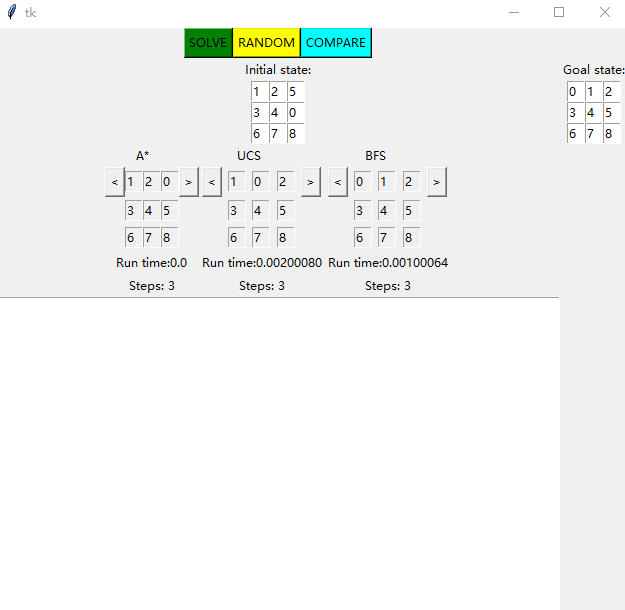 tk
SOLVE RANDOM COMPARE
Initial state: Goal state:
1 2 5 0 1 2
3 4 0 3 4 5
6 7 8 6 7 8
A* UCS BFS
< 1 2 0 > < 1 0 2 > < 0 1 2 >
3 4 5 3 4 5 3 4 5
6 7 8 6 7 8 6 7 8
Run time:0.0 Run time:0.00200080 Run time:0.00100064
Steps: 3 Steps: 3 Steps: 3